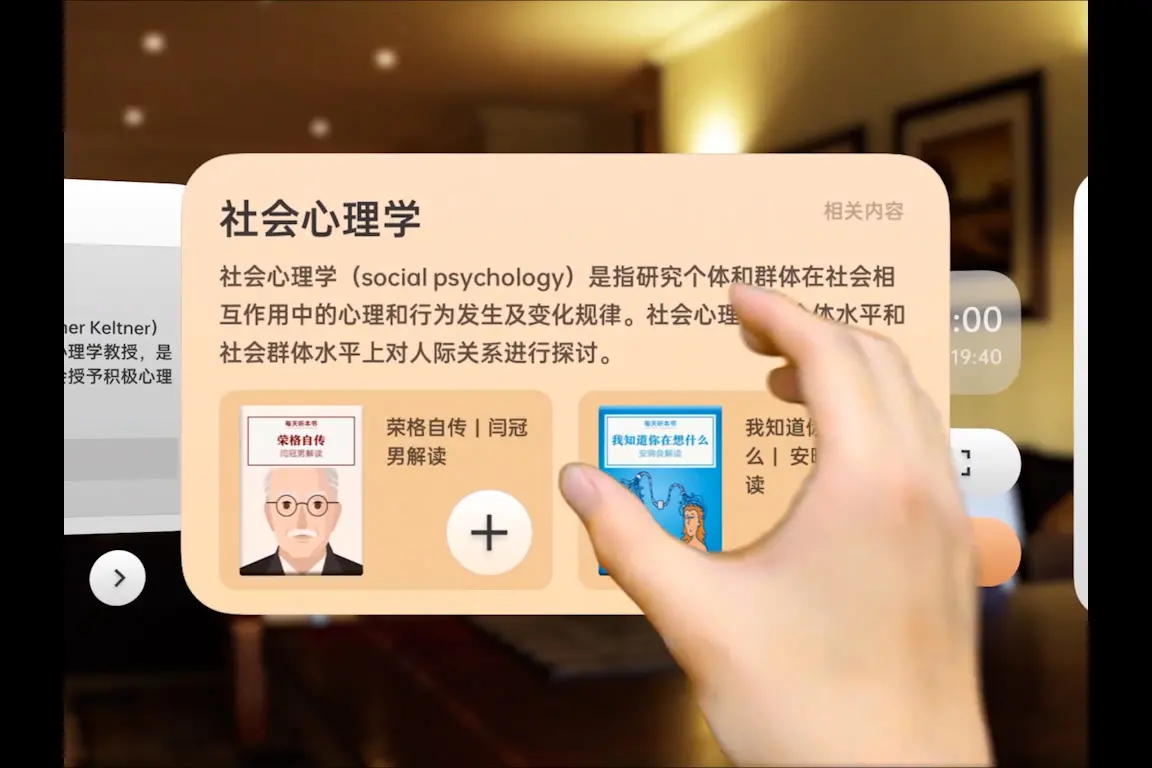 社会心理学
相关内容
社会心理学（social psychology）是指研究个体和群体在社会相
互作用中的心理和行为发生及变化规律。社会心理
体水平和
社会群体水平上对人际关系进行探讨。
ner Keltner）
理学教授，是
授予积极心理
:00
19:40
每天听本书
荣格自传
闫冠男解读
荣格自传 | 闫冠
男解读
每天听本书
我知道你在想什么
安晓良解读
我知道
么 | 安
读